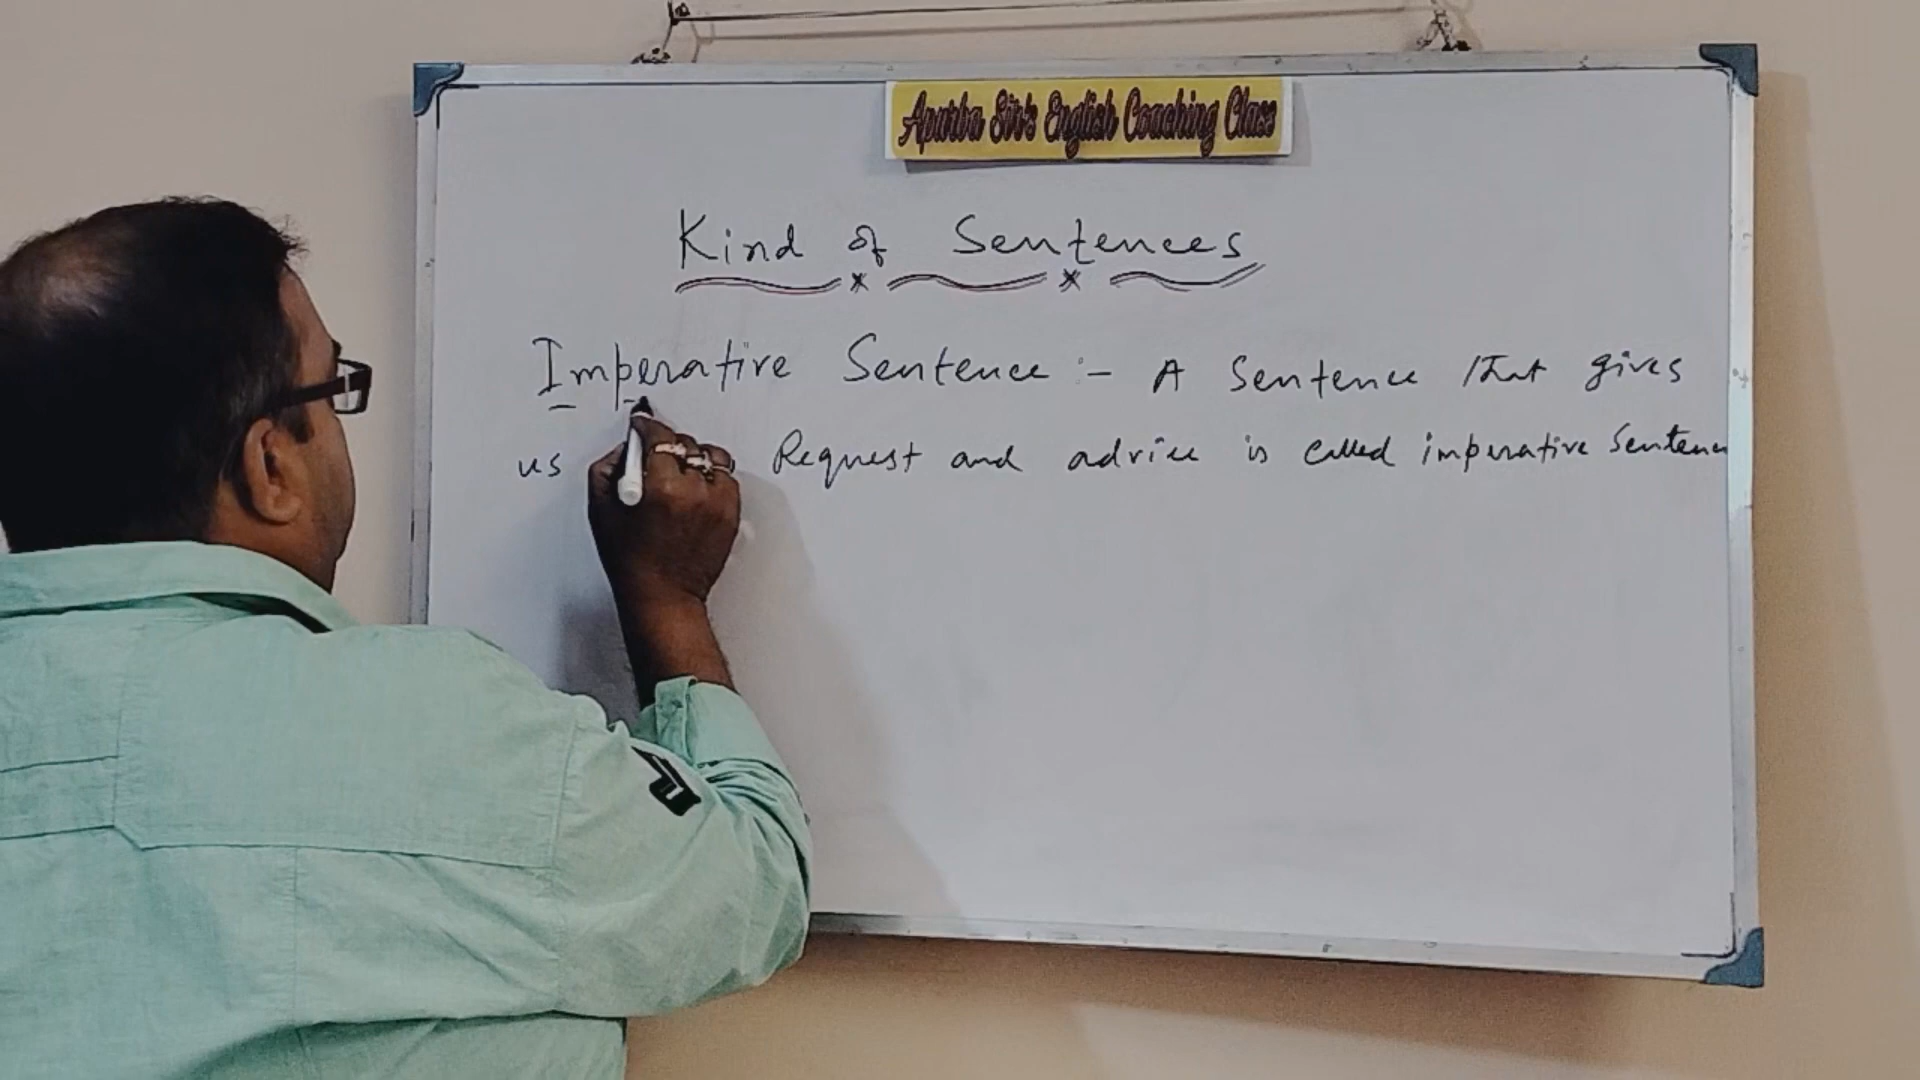 Apurba Sir's English Coaching Class
Kind of Sentences
Imperative Sentence :- A Sentence that gives
us Request and advice is called imperative Sentence